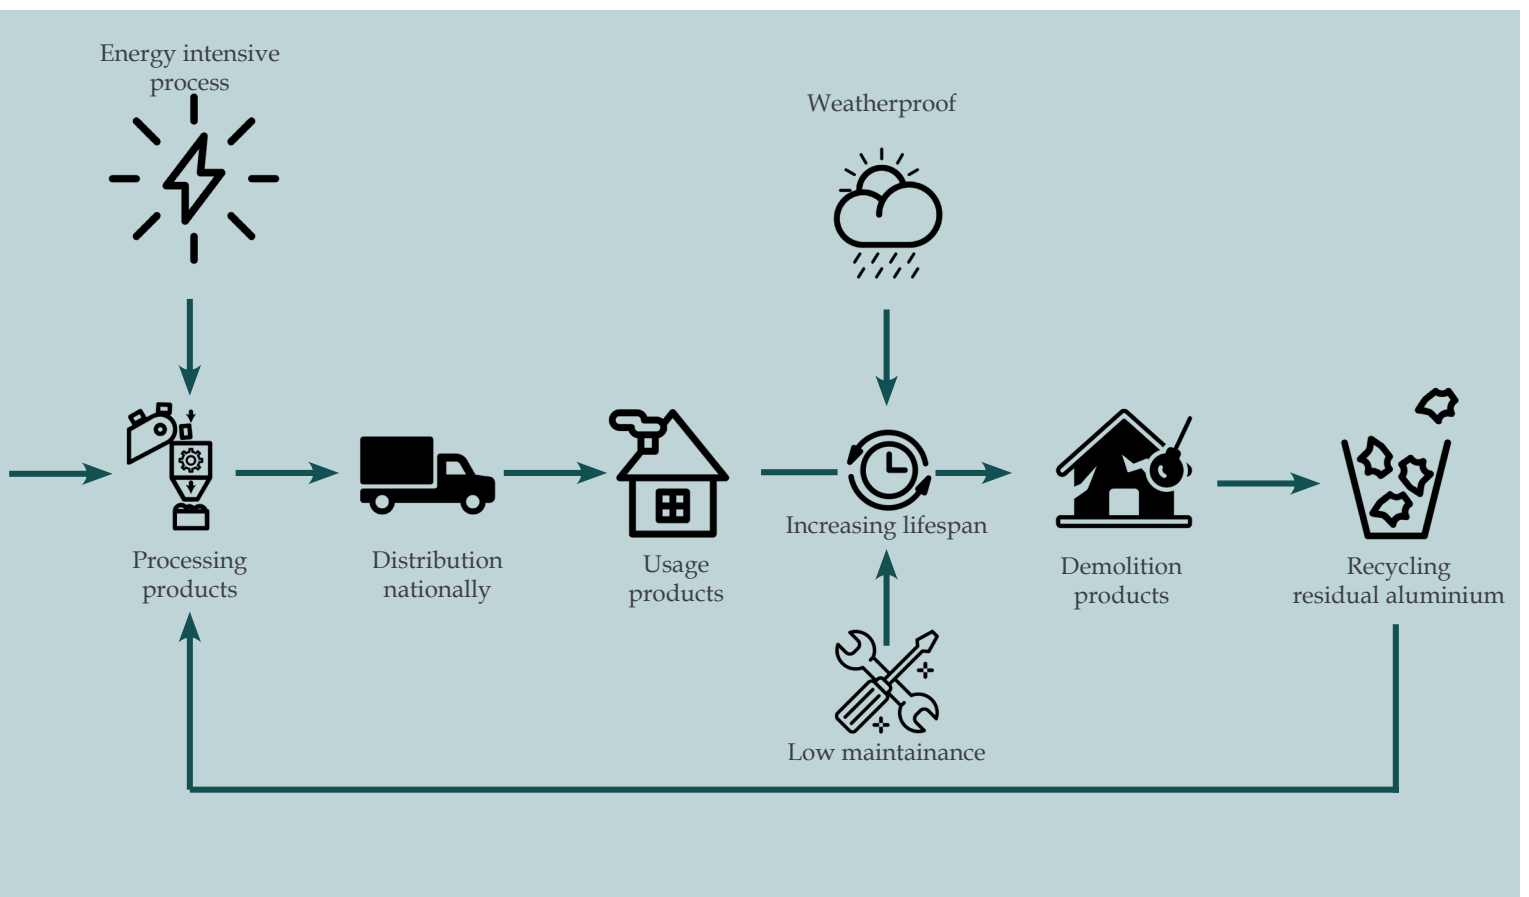 Energy intensive
process
Weatherproof
Increasing lifespan
Processing
products
Distribution
nationally
Usage
products
Demolition
products
Recycling
residual aluminium
Low maintainance